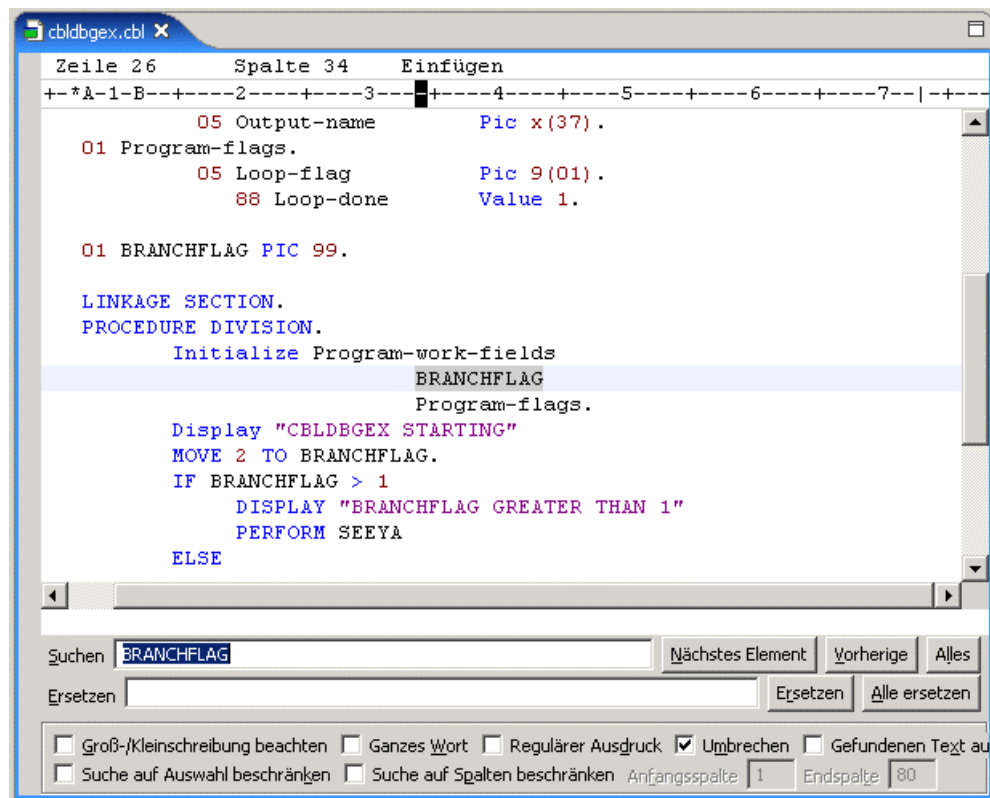 cbldbgex.cbl
Zeile 26 Spalte 34 Einfügen
+-*A-1-B--+----2----+----3----+----4----+----5----+----6----+----7--|-+---
05 Output-name Pic x(37).
01 Program-flags.
05 Loop-flag Pic 9(01).
88 Loop-done Value 1.
01 BRANCHFLAG PIC 99.
LINKAGE SECTION.
PROCEDURE DIVISION.
Initialize Program-work-fields
BRANCHFLAG
Program-flags.
Display "CBLDBGEX STARTING"
MOVE 2 TO BRANCHFLAG.
IF BRANCHFLAG > 1
DISPLAY "BRANCHFLAG GREATER THAN 1"
PERFORM SEEYA
ELSE
Suchen BRANCHFLAG Nächstes Element Vorherige Alles
Ersetzen Ersetzen Alle ersetzen
Groß-/Kleinschreibung beachten Ganzes Wort Regulärer Ausdruck Umbrechen Gefundenen Text au
Suche auf Auswahl beschränken Suche auf Spalten beschränken Anfangsspalte 1 Endspalte 80